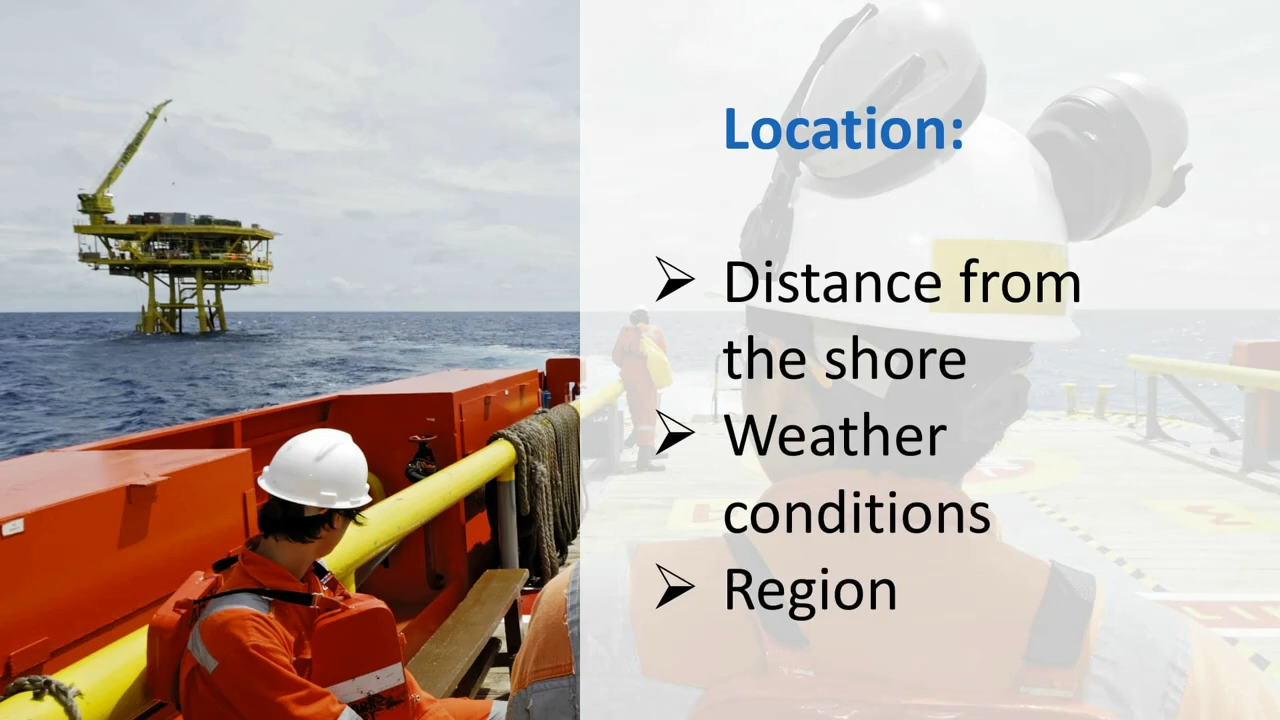 Location:
Distance from
the shore
Weather
conditions
Region